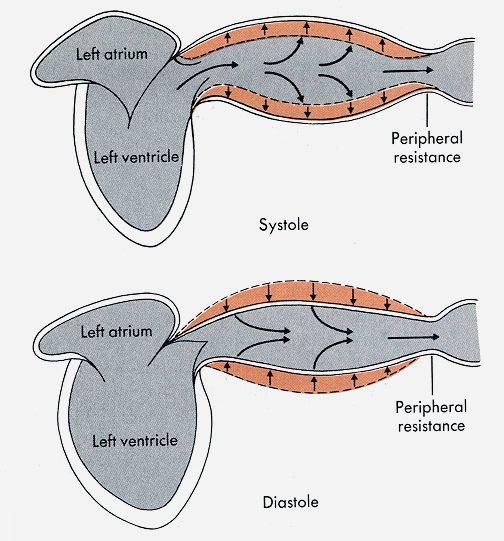 Left atrium
Left ventricle
Peripheral
resistance
Systole
Left atrium
Peripheral
resistance
Left ventricle
Diastole